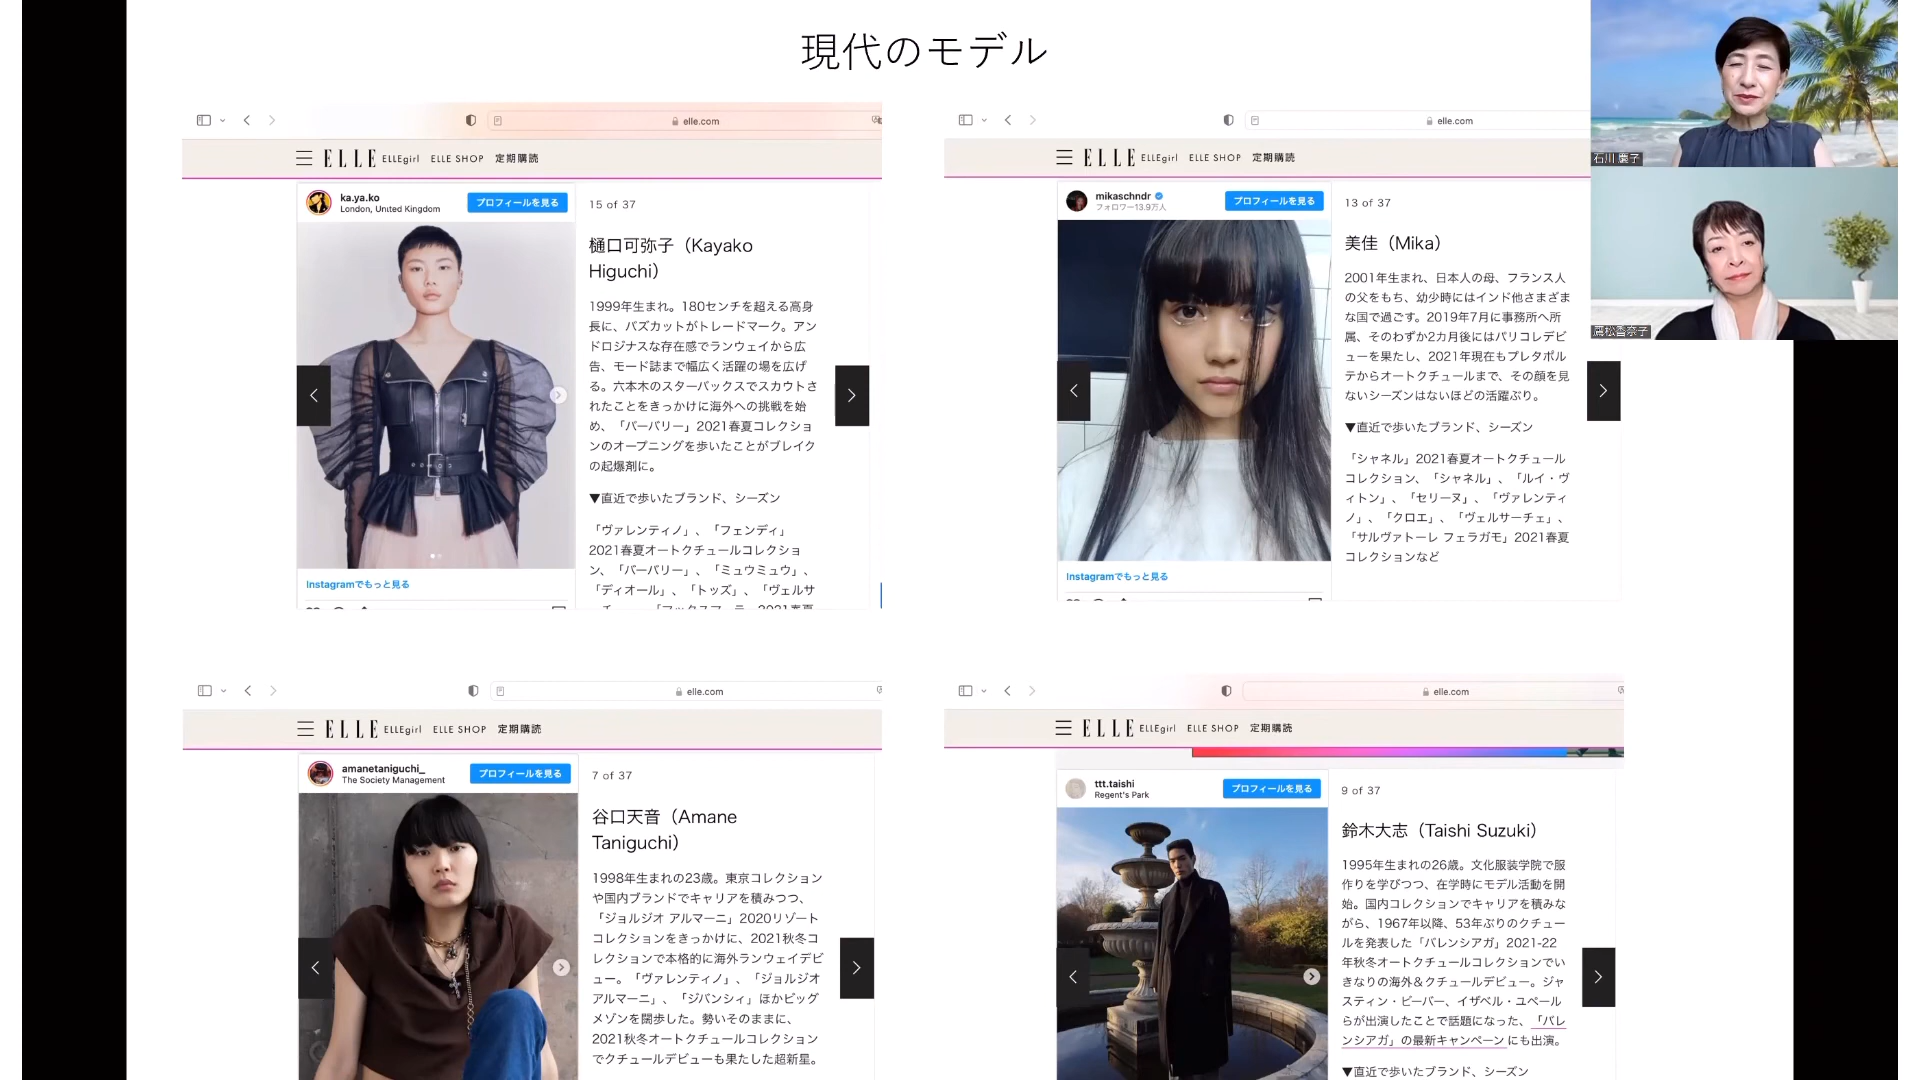 現代のモデル
石川 慶子
鷹松香奈子
elle.com
ELLE ELLEgirl ELLE SHOP 定期購読
ka.ya.ko
London, United Kingdom
プロフィールを見る
Instagramでもっと見る
15 of 37
樋口可弥子（Kayako
Higuchi）
1999年生まれ。180センチを超える高身
長に、バズカットがトレードマーク。アン
ドロジナスな存在感でランウェイから広
告、モード誌まで幅広く活躍の場を広げ
る。六本木のスターバックスでスカウトさ
れたことをきっかけに海外への挑戦を始
め、「バーバリー」2021春夏コレクショ
ンのオープニングを歩いたことがブレイク
の起爆剤に。
▼直近で歩いたブランド、シーズン
「ヴァレンティノ」、「フェンディ」
2021春夏オートクチュールコレクショ
ン、「バーバリー」、「ミュウミュウ」、
「ディオール」、「トッズ」、「ヴェルサ
elle.com
ELLE ELLEgirl ELLE SHOP 定期購読
mikaschndr
フォロワー13.9万人
プロフィールを見る
Instagramでもっと見る
13 of 37
美佳（Mika）
2001年生まれ、日本人の母、フランス人
の父をもち、幼少時にはインド他さまざま
な国で過ごす。2019年7月に事務所へ所
属、そのわずか2カ月後にはパリコレデビ
ューを果たし、2021年現在もプレタポル
テからオートクチュールまで、その顔を見
ないシーズンはないほどの活躍ぶり。
▼直近で歩いたブランド、シーズン
「シャネル」2021春夏オートクチュール
コレクション、「シャネル」、「ルイ・ヴ
ィトン」、「セリーヌ」、「ヴァレンティ
ノ」、「クロエ」、「ヴェルサーチェ」、
「サルヴァトーレ フェラガモ」2021春夏
コレクションなど
elle.com
ELLE ELLEgirl ELLE SHOP 定期購読
amanetaniguchi_
The Society Management
プロフィールを見る
7 of 37
谷口天音（Amane
Taniguchi）
1998年生まれの23歳。東京コレクション
や国内ブランドでキャリアを積みつつ、
「ジョルジオ アルマーニ」2020リゾート
コレクションをきっかけに、2021秋冬コ
レクションで本格的に海外ランウェイデビ
ュー。「ヴァレンティノ」、「ジョルジオ
アルマーニ」、「ジバンシィ」ほかビッグ
メゾンを闊歩した。勢いそのままに、
2021秋冬オートクチュールコレクション
でクチュールデビューも果たした超新星。
elle.com
ELLE ELLEgirl ELLE SHOP 定期購読
ttt.taishi
Regent's Park
プロフィールを見る
9 of 37
鈴木大志（Taishi Suzuki）
1995年生まれの26歳。文化服装学院で服
作りを学びつつ、在学時にモデル活動を開
始。国内コレクションでキャリアを積みな
がら、1967年以降、53年ぶりのクチュー
ルを発表した「バレンシアガ」2021-22
年秋冬オートクチュールコレクションでい
きなりの海外＆クチュールデビュー。ジャ
スティン・ビーバー、イザベル・ユペール
らが出演したことで話題になった、「バレ
ンシアガ」の最新キャンペーンにも出演。
▼直近で歩いたブランド、シーズン